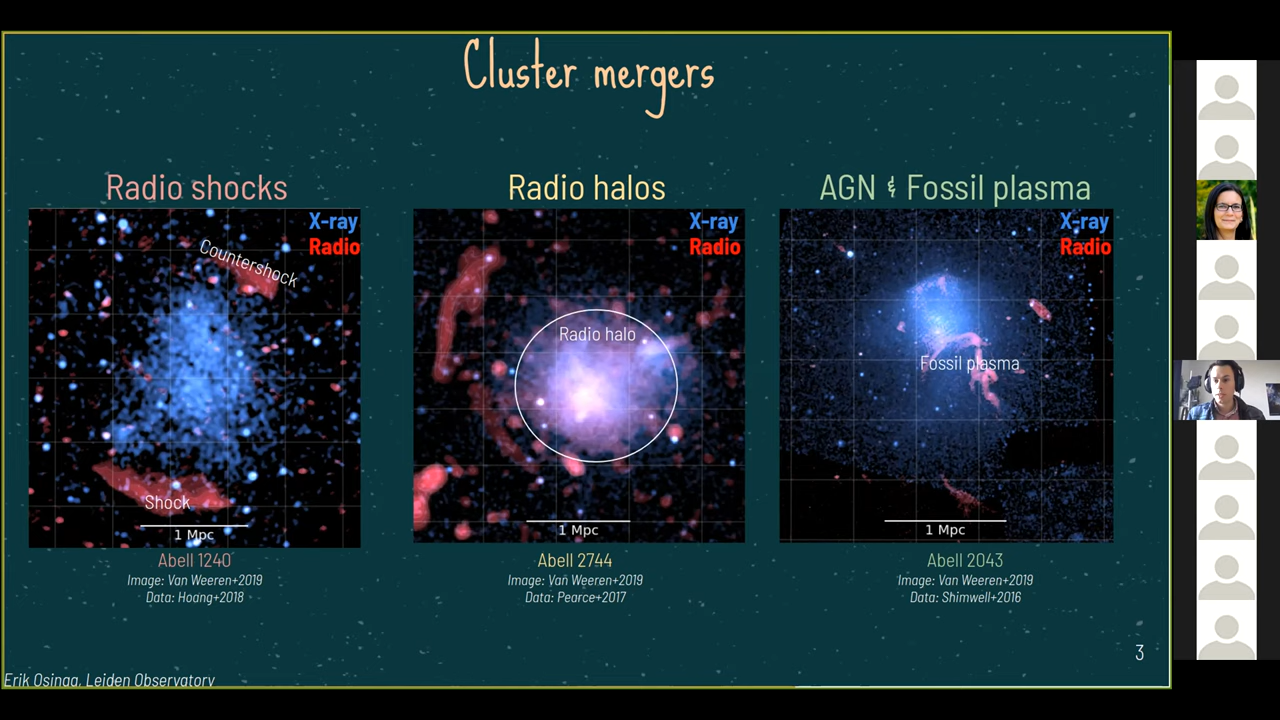 Cluster mergers
Radio shocks
X-ray
Radio
Countershock
Shock
1 Mpc
Abell 1240
Image: Van Weeren+2019
Data: Hoang+2018
Radio halos
X-ray
Radio
Radio halo
1 Mpc
Abell 2744
Image: Van Weeren+2019
Data: Pearce+2017
AGN & Fossil plasma
X-ray
Radio
Fossil plasma
1 Mpc
Abell 2043
Image: Van Weeren+2019
Data: Shimwell+2016
3
Erik Osinga, Leiden Observatory